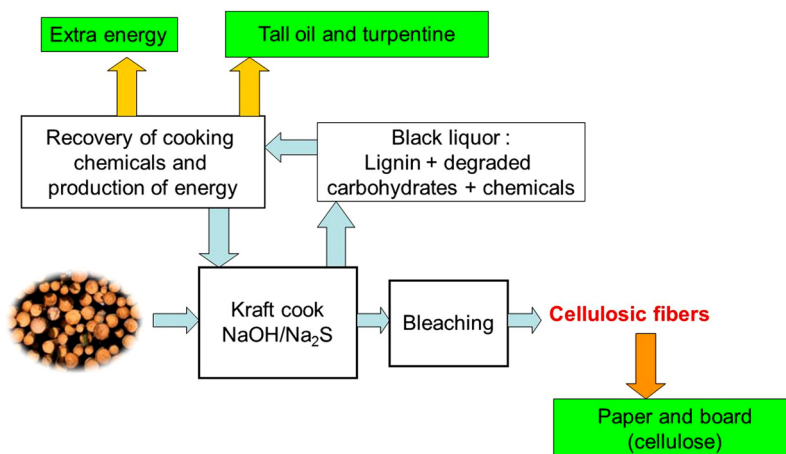 Extra energy
Tall oil and turpentine
Recovery of cooking
chemicals and
production of energy
Black liquor :
Lignin + degraded
carbohydrates + chemicals
Kraft cook
NaOH/Na₂S
Bleaching
Cellulosic fibers
Paper and board
(cellulose)